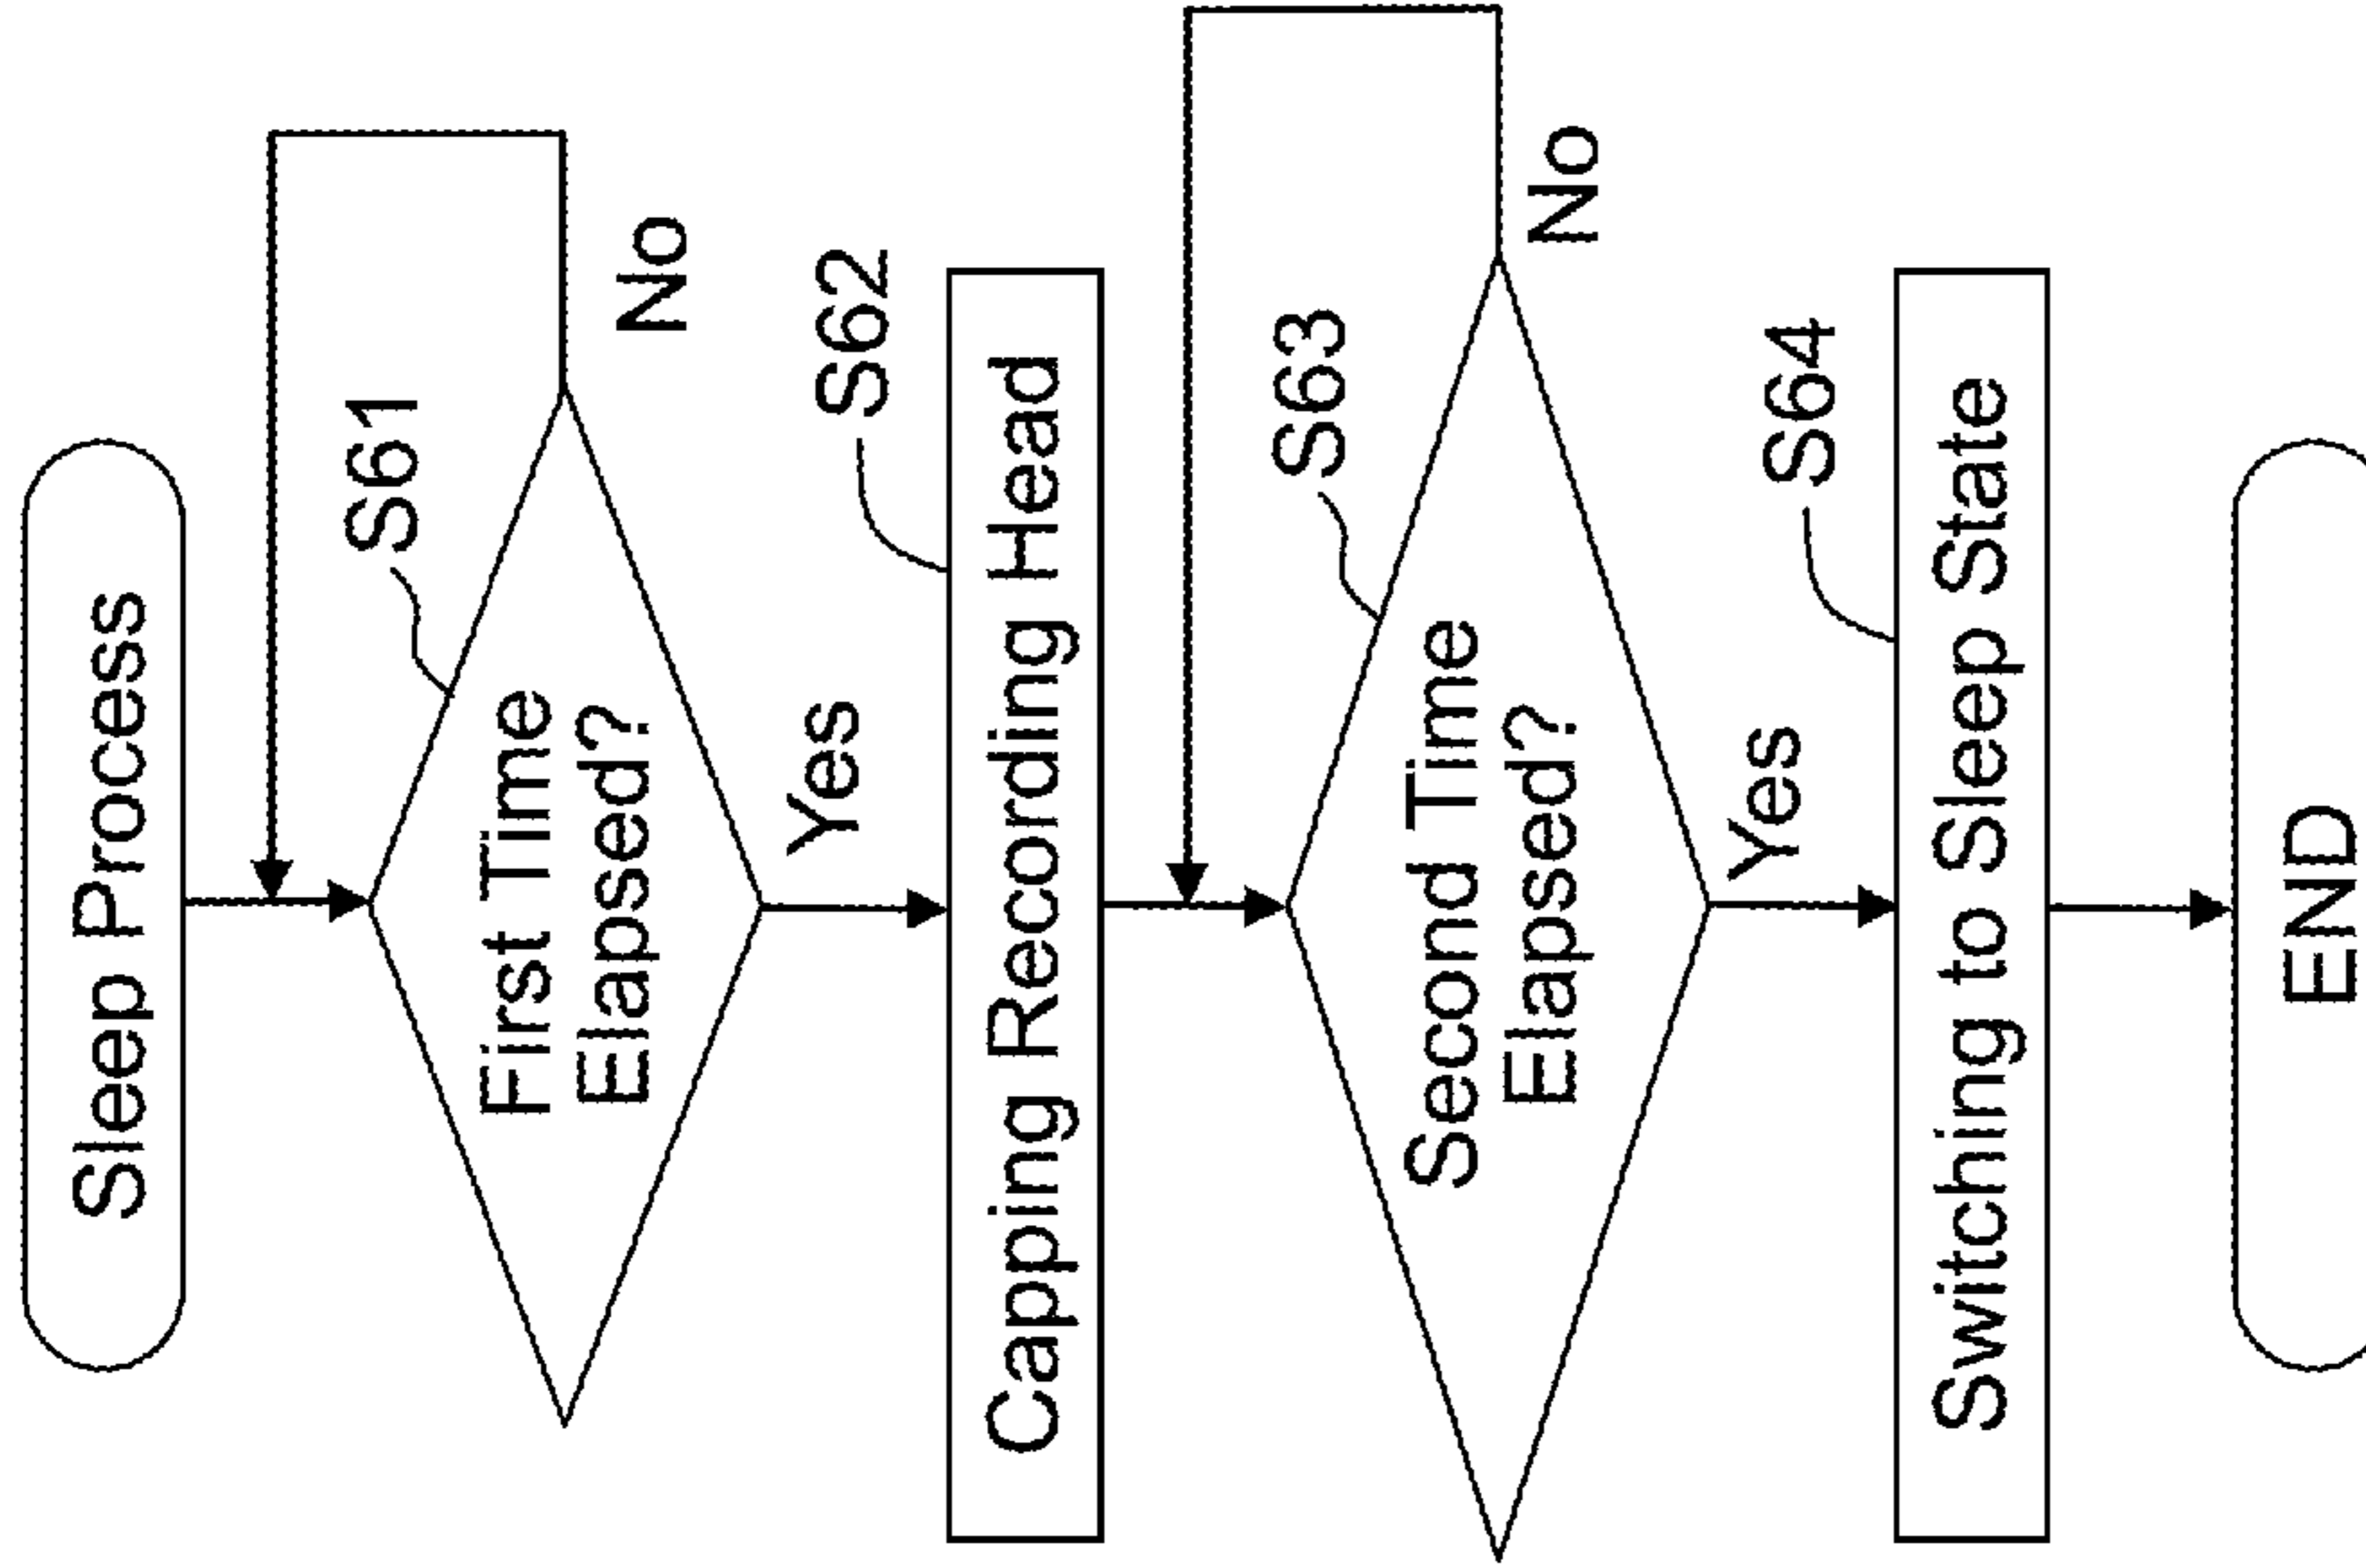 Sleep Process
S61
First Time
Elapsed?
No
Yes
S62
Capping Recording Head
S63
Second Time
Elapsed?
No
Yes
S64
Switching to Sleep State
END